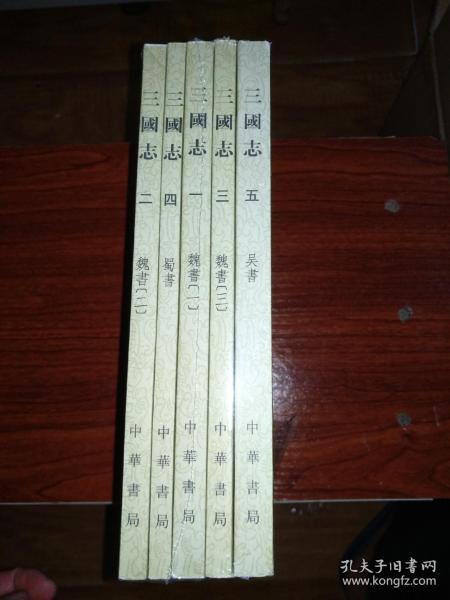 三國志 二 魏書〔二〕 中華書局
三國志 四 蜀書 中華書局
三國志 一 魏書〔一〕 中華書局
三國志 三 魏書〔三〕 中華書局
三國志 五 吴書 中華書局
孔夫子旧书网
www.kongfz.com